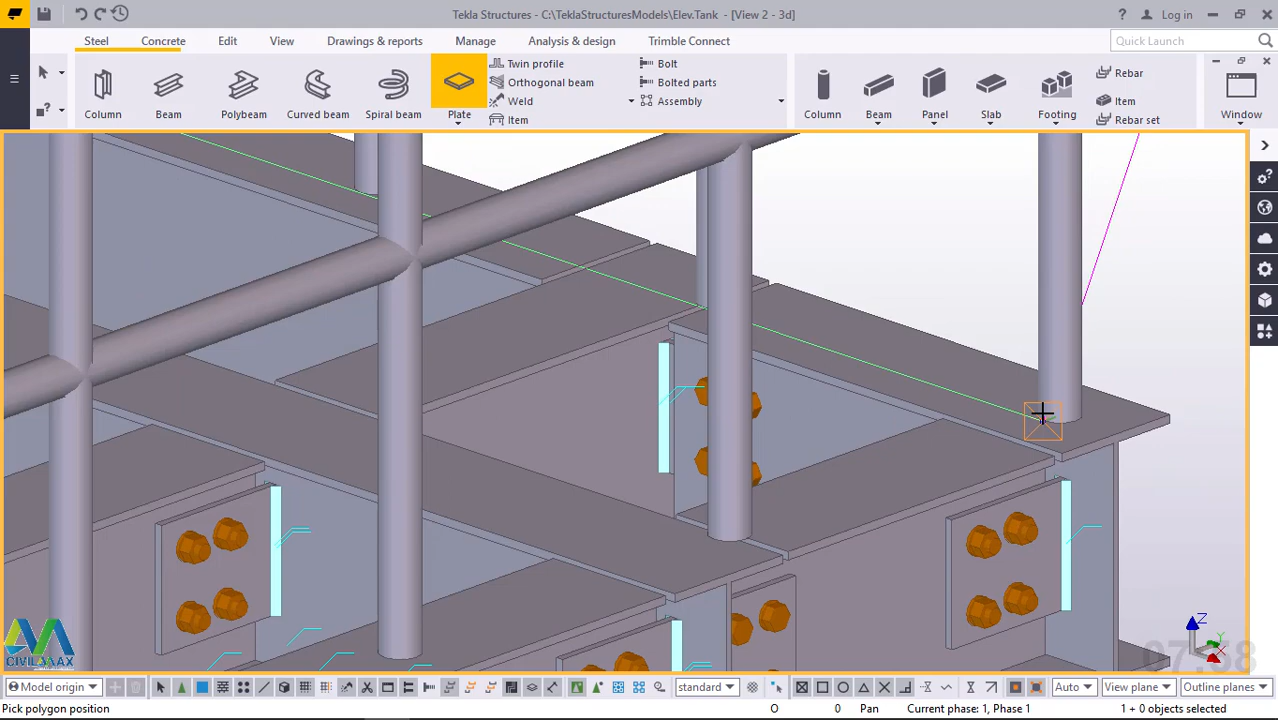 Tekla Structures - C:\TeklaStructuresModels\Elev.Tank - [View 2 - 3d]
Log in
Steel
Concrete
Edit
View
Drawings & reports
Manage
Analysis & design
Trimble Connect
Quick Launch
Column
Beam
Polybeam
Curved beam
Spiral beam
Plate
Twin profile
Orthogonal beam
Weld
Item
Bolt
Bolted parts
Assembly
Column
Beam
Panel
Slab
Footing
Rebar
Item
Rebar set
Window
Z
Y
X
CIVILMAX
07:58
Model origin
standard
Auto
View plane
Outline planes
Pick polygon position
O
0
Pan
Current phase: 1, Phase 1
1 + 0 objects selected